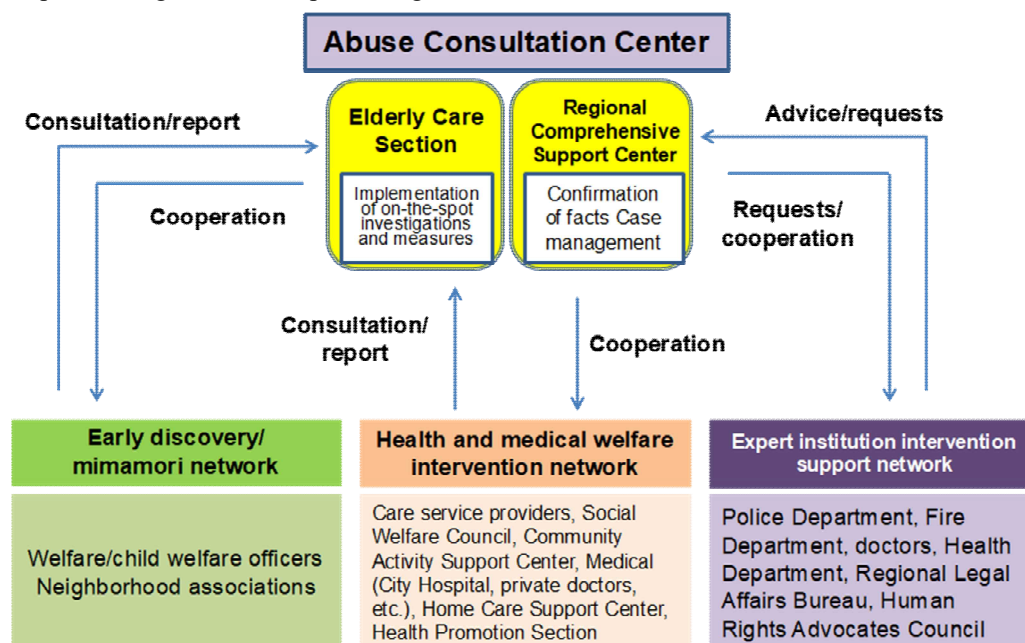 Abuse Consultation Center
Elderly Care
Section
Implementation
of on-the-spot
investigations
and measures
Regional
Comprehensive
Support Center
Confirmation
of facts Case
management
Consultation/report
Cooperation
Advice/requests
Requests/
cooperation
Consultation/
report
Cooperation
Early discovery/
mimamori network
Welfare/child welfare officers
Neighborhood associations
Health and medical welfare
intervention network
Care service providers, Social
Welfare Council, Community
Activity Support Center, Medical
(City Hospital, private doctors,
etc.), Home Care Support Center,
Health Promotion Section
Expert institution intervention
support network
Police Department, Fire
Department, doctors, Health
Department, Regional Legal
Affairs Bureau, Human
Rights Advocates Council